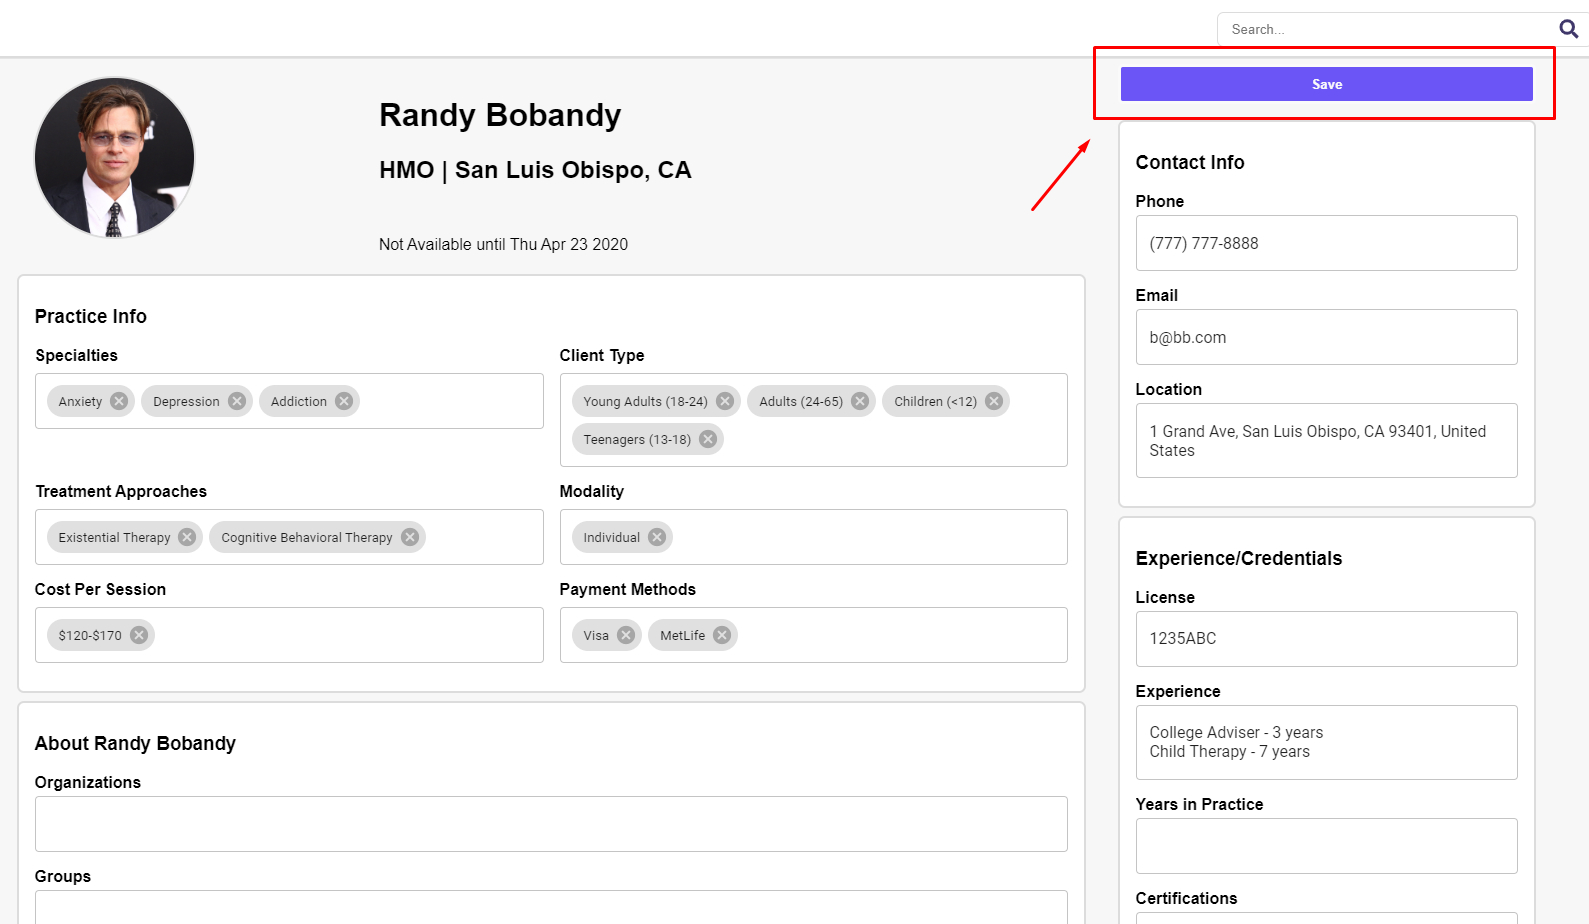 Search...
Save
Randy Bobandy
HMO | San Luis Obispo, CA
Not Available until Thu Apr 23 2020
Practice Info
Specialties
Anxiety
Depression
Addiction
Client Type
Young Adults (18-24)
Adults (24-65)
Children (<12)
Teenagers (13-18)
Treatment Approaches
Existential Therapy
Cognitive Behavioral Therapy
Modality
Individual
Cost Per Session
$120-$170
Payment Methods
Visa
MetLife
About Randy Bobandy
Organizations
Groups
Contact Info
Phone
(777) 777-8888
Email
b@bb.com
Location
1 Grand Ave, San Luis Obispo, CA 93401, United
States
Experience/Credentials
License
1235ABC
Experience
College Adviser - 3 years
Child Therapy - 7 years
Years in Practice
Certifications